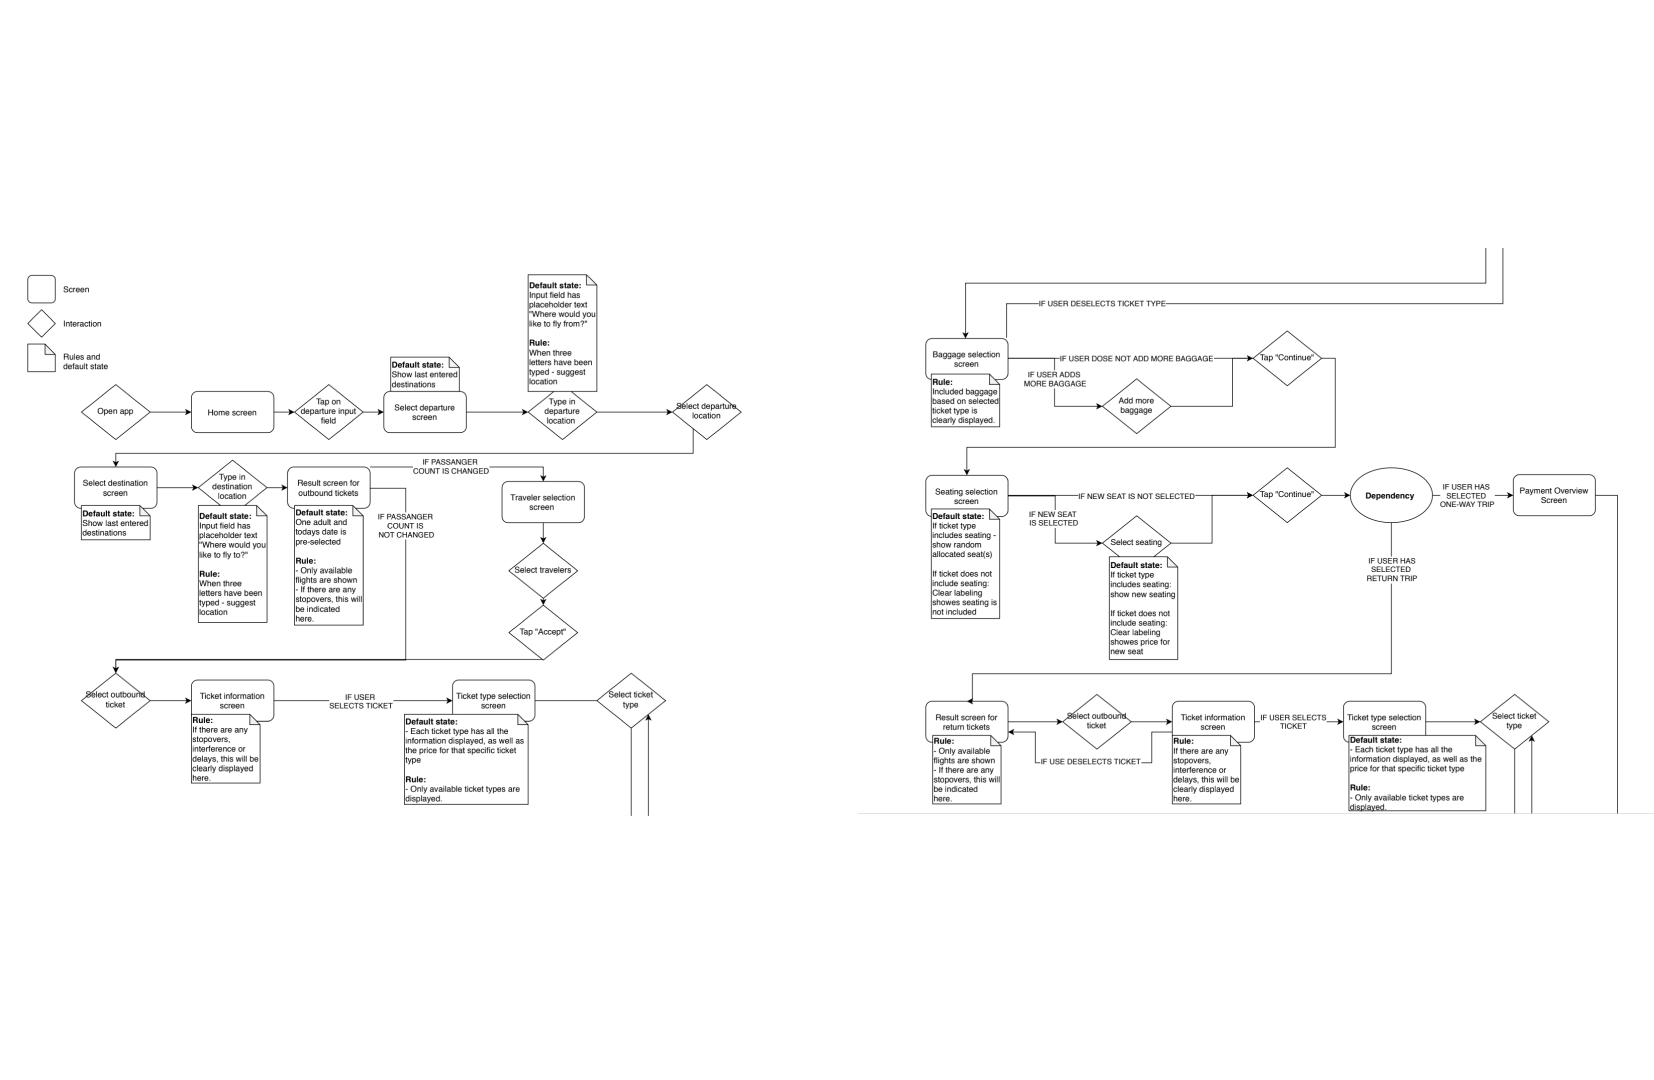 Screen
Interaction
Rules and
default state
Default state:
Input field has
placeholder text
"Where would you
like to fly from?"
Rule:
When three
letters have been
typed - suggest
location
Default state:
Show last entered
destinations
Open app
Home screen
Tap on
departure input
field
Select departure
screen
Type in
departure
location
Select departure
location
Select destination
screen
Default state:
Show last entered
destinations
Type in
destination
location
Default state:
Input field has
placeholder text
"Where would you
like to fly to?"
Rule:
When three
letters have been
typed - suggest
location
Result screen for
outbound tickets
Default state:
One adult and
todays date is
pre-selected
Rule:
- Only available
flights are shown
- If there are any
stopovers, this will
be indicated
here.
IF PASSANGER
COUNT IS CHANGED
IF PASSANGER
COUNT IS
NOT CHANGED
Traveler selection
screen
Select travelers
Tap "Accept"
Select outbound
ticket
Ticket information
screen
Rule:
If there are any
stopovers,
interference or
delays, this will be
clearly displayed
here.
IF USER
SELECTS TICKET
Ticket type selection
screen
Default state:
- Each ticket type has all the
information displayed, as well as
the price for that specific ticket
type
Rule:
- Only available ticket types are
displayed.
Select ticket
type
IF USER DESELECTS TICKET TYPE
Baggage selection
screen
Rule:
Included baggage
based on selected
ticket type is
clearly displayed.
IF USER DOSE NOT ADD MORE BAGGAGE
IF USER ADDS
MORE BAGGAGE
Add more
baggage
Tap "Continue"
Seating selection
screen
Default state:
If ticket type
includes seating -
show random
allocated seat(s)
If ticket does not
include seating:
Clear labeling
showes seating is
not included
IF NEW SEAT IS NOT SELECTED
IF NEW SEAT
IS SELECTED
Select seating
Default state:
If ticket type
includes seating:
show new seating
If ticket does not
include seating:
Clear labeling
showes price for
new seat
Tap "Continue"
Dependency
IF USER HAS
SELECTED
ONE-WAY TRIP
Payment Overview
Screen
IF USER HAS
SELECTED
RETURN TRIP
Result screen for
return tickets
Rule:
- Only available
flights are shown
- If there are any
stopovers, this will
be indicated
here.
Select outbound
ticket
IF USE DESELECTS TICKET
Ticket information
screen
Rule:
If there are any
stopovers,
interference or
delays, this will be
clearly displayed
here.
IF USER SELECTS
TICKET
Ticket type selection
screen
Default state:
- Each ticket type has all the
information displayed, as well as the
price for that specific ticket type
Rule:
- Only available ticket types are
displayed.
Select ticket
type